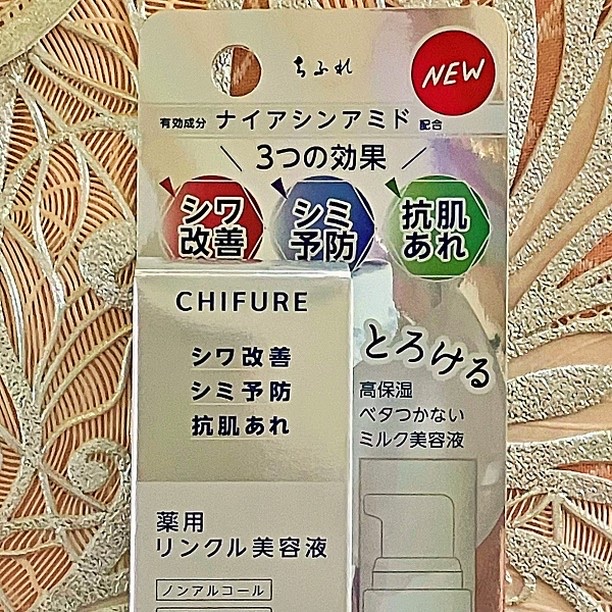 ちふれ
NEW
有効成分 ナイアシンアミド 配合
3つの効果
シワ
改善
シミ
予防
抗肌
あれ
CHIFURE
シワ改善
シミ予防
抗肌あれ
とろける
高保湿
ベタつかない
ミルク美容液
薬用
リンクル美容液
ノンアルコール